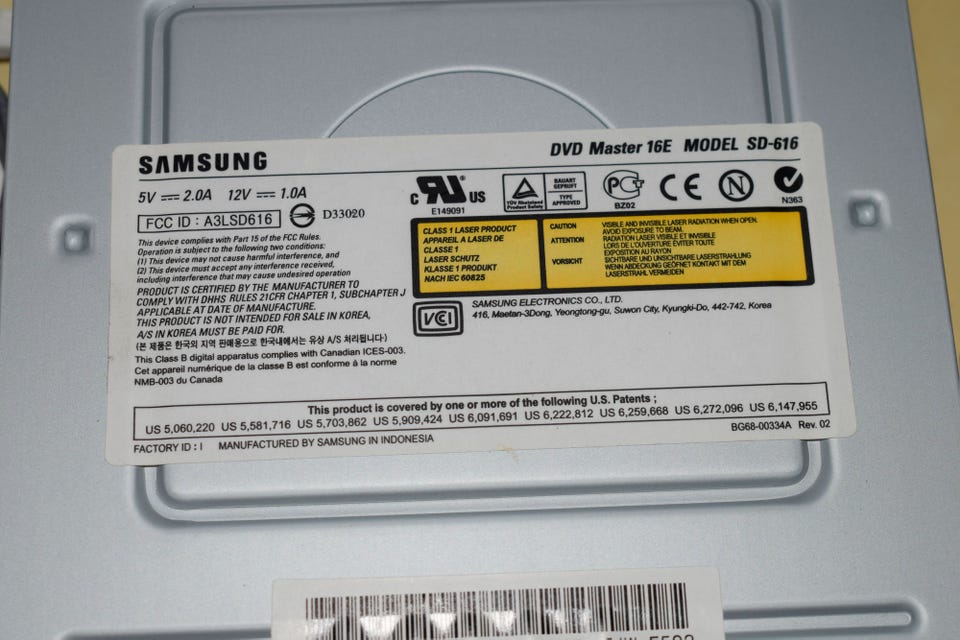 SAMSUNG
DVD Master 16E MODEL SD-616
5V 2.0A 12V 1.0A
FCC ID : A3LSD616
D33020
c RU US
E149091
TÜV Rheinland
Product Safety
BAUART
GEPRÜFT
TYPE
APPROVED
PG
BZ02
CE
N
N363
This device complies with Part 15 of the FCC Rules.
Operation is subject to the following two conditions:
(1) This device may not cause harmful interference, and
(2) This device must accept any interference received,
including interference that may cause undesired operation
PRODUCT IS CERTIFIED BY THE MANUFACTURER TO
COMPLY WITH DHHS RULES 21CFR CHAPTER 1, SUBCHAPTER J
APPLICABLE AT DATE OF MANUFACTURE.
THIS PRODUCT IS NOT INTENDED FOR SALE IN KOREA,
A/S IN KOREA MUST BE PAID FOR.
(본 제품은 한국외 지역 판매용으로 한국내에서는 유상 A/S 처리됩니다)
This Class B digital apparatus complies with Canadian ICES-003.
Cet appareil numérique de la classe B est conforme à la norme
NMB-003 du Canada
CLASS 1 LASER PRODUCT
APPAREIL A LASER DE
CLASSE 1
LASER SCHUTZ
KLASSE 1 PRODUKT
NACH IEC 60825
CAUTION VISIBLE AND INVISIBLE LASER RADIATION WHEN OPEN.
AVOID EXPOSURE TO BEAM.
ATTENTION RADIATION LASER VISIBLE ET INVISIBLE
LORS DE L'OUVERTURE EVITER TOUTE
EXPOSITION AU RAYON
VORSICHT SICHTBARE UND UNSICHTBARE LASERSTRAHLUNG
WENN ABDECKUNG GEÖFNET KONTAKT MIT DEM
LASERSTRAHL VERMEIDEN
VCI
SAMSUNG ELECTRONICS CO., LTD.
416, Maetan-3Dong, Yeongtong-gu, Suwon City, Kyungki-Do, 442-742, Korea
This product is covered by one or more of the following U.S. Patents ;
US 5,060,220 US 5,581,716 US 5,703,862 US 5,909,424 US 6,091,691 US 6,222,812 US 6,259,668 US 6,272,096 US 6,147,955
FACTORY ID : I MANUFACTURED BY SAMSUNG IN INDONESIA
BG68-00334A Rev. 02